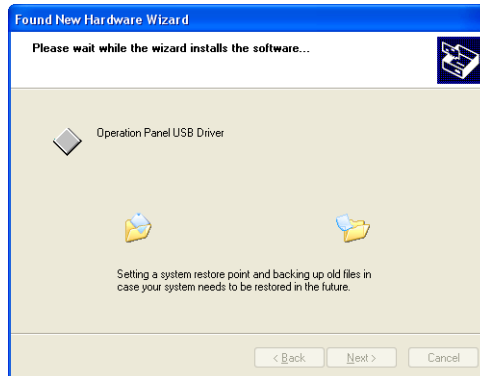 Found New Hardware Wizard
Please wait while the wizard installs the software...
Operation Panel USB Driver
Setting a system restore point and backing up old files in
case your system needs to be restored in the future.
< Back
Next >
Cancel